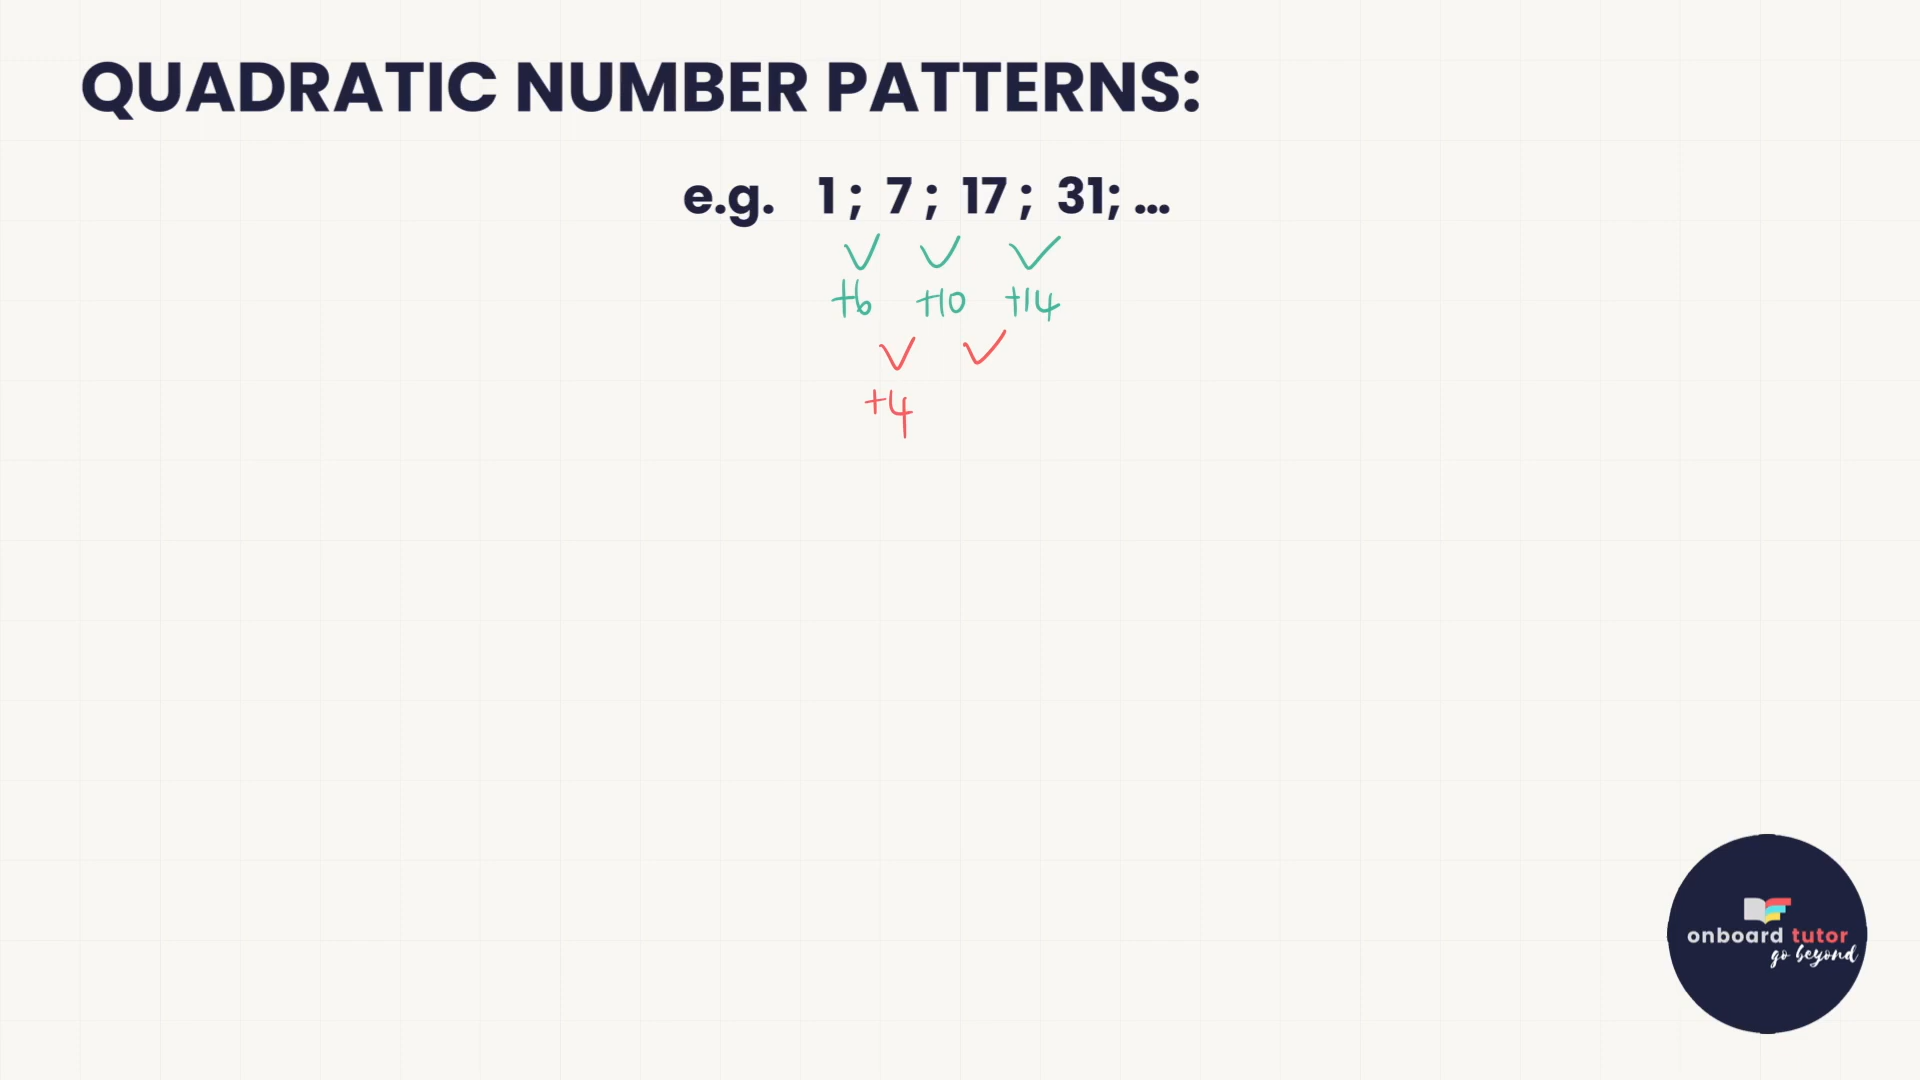 QUADRATIC NUMBER PATTERNS:
e.g. 1 ; 7 ; 17 ; 31; ...
+6 +10 +14
+4
onboard tutor
go beyond